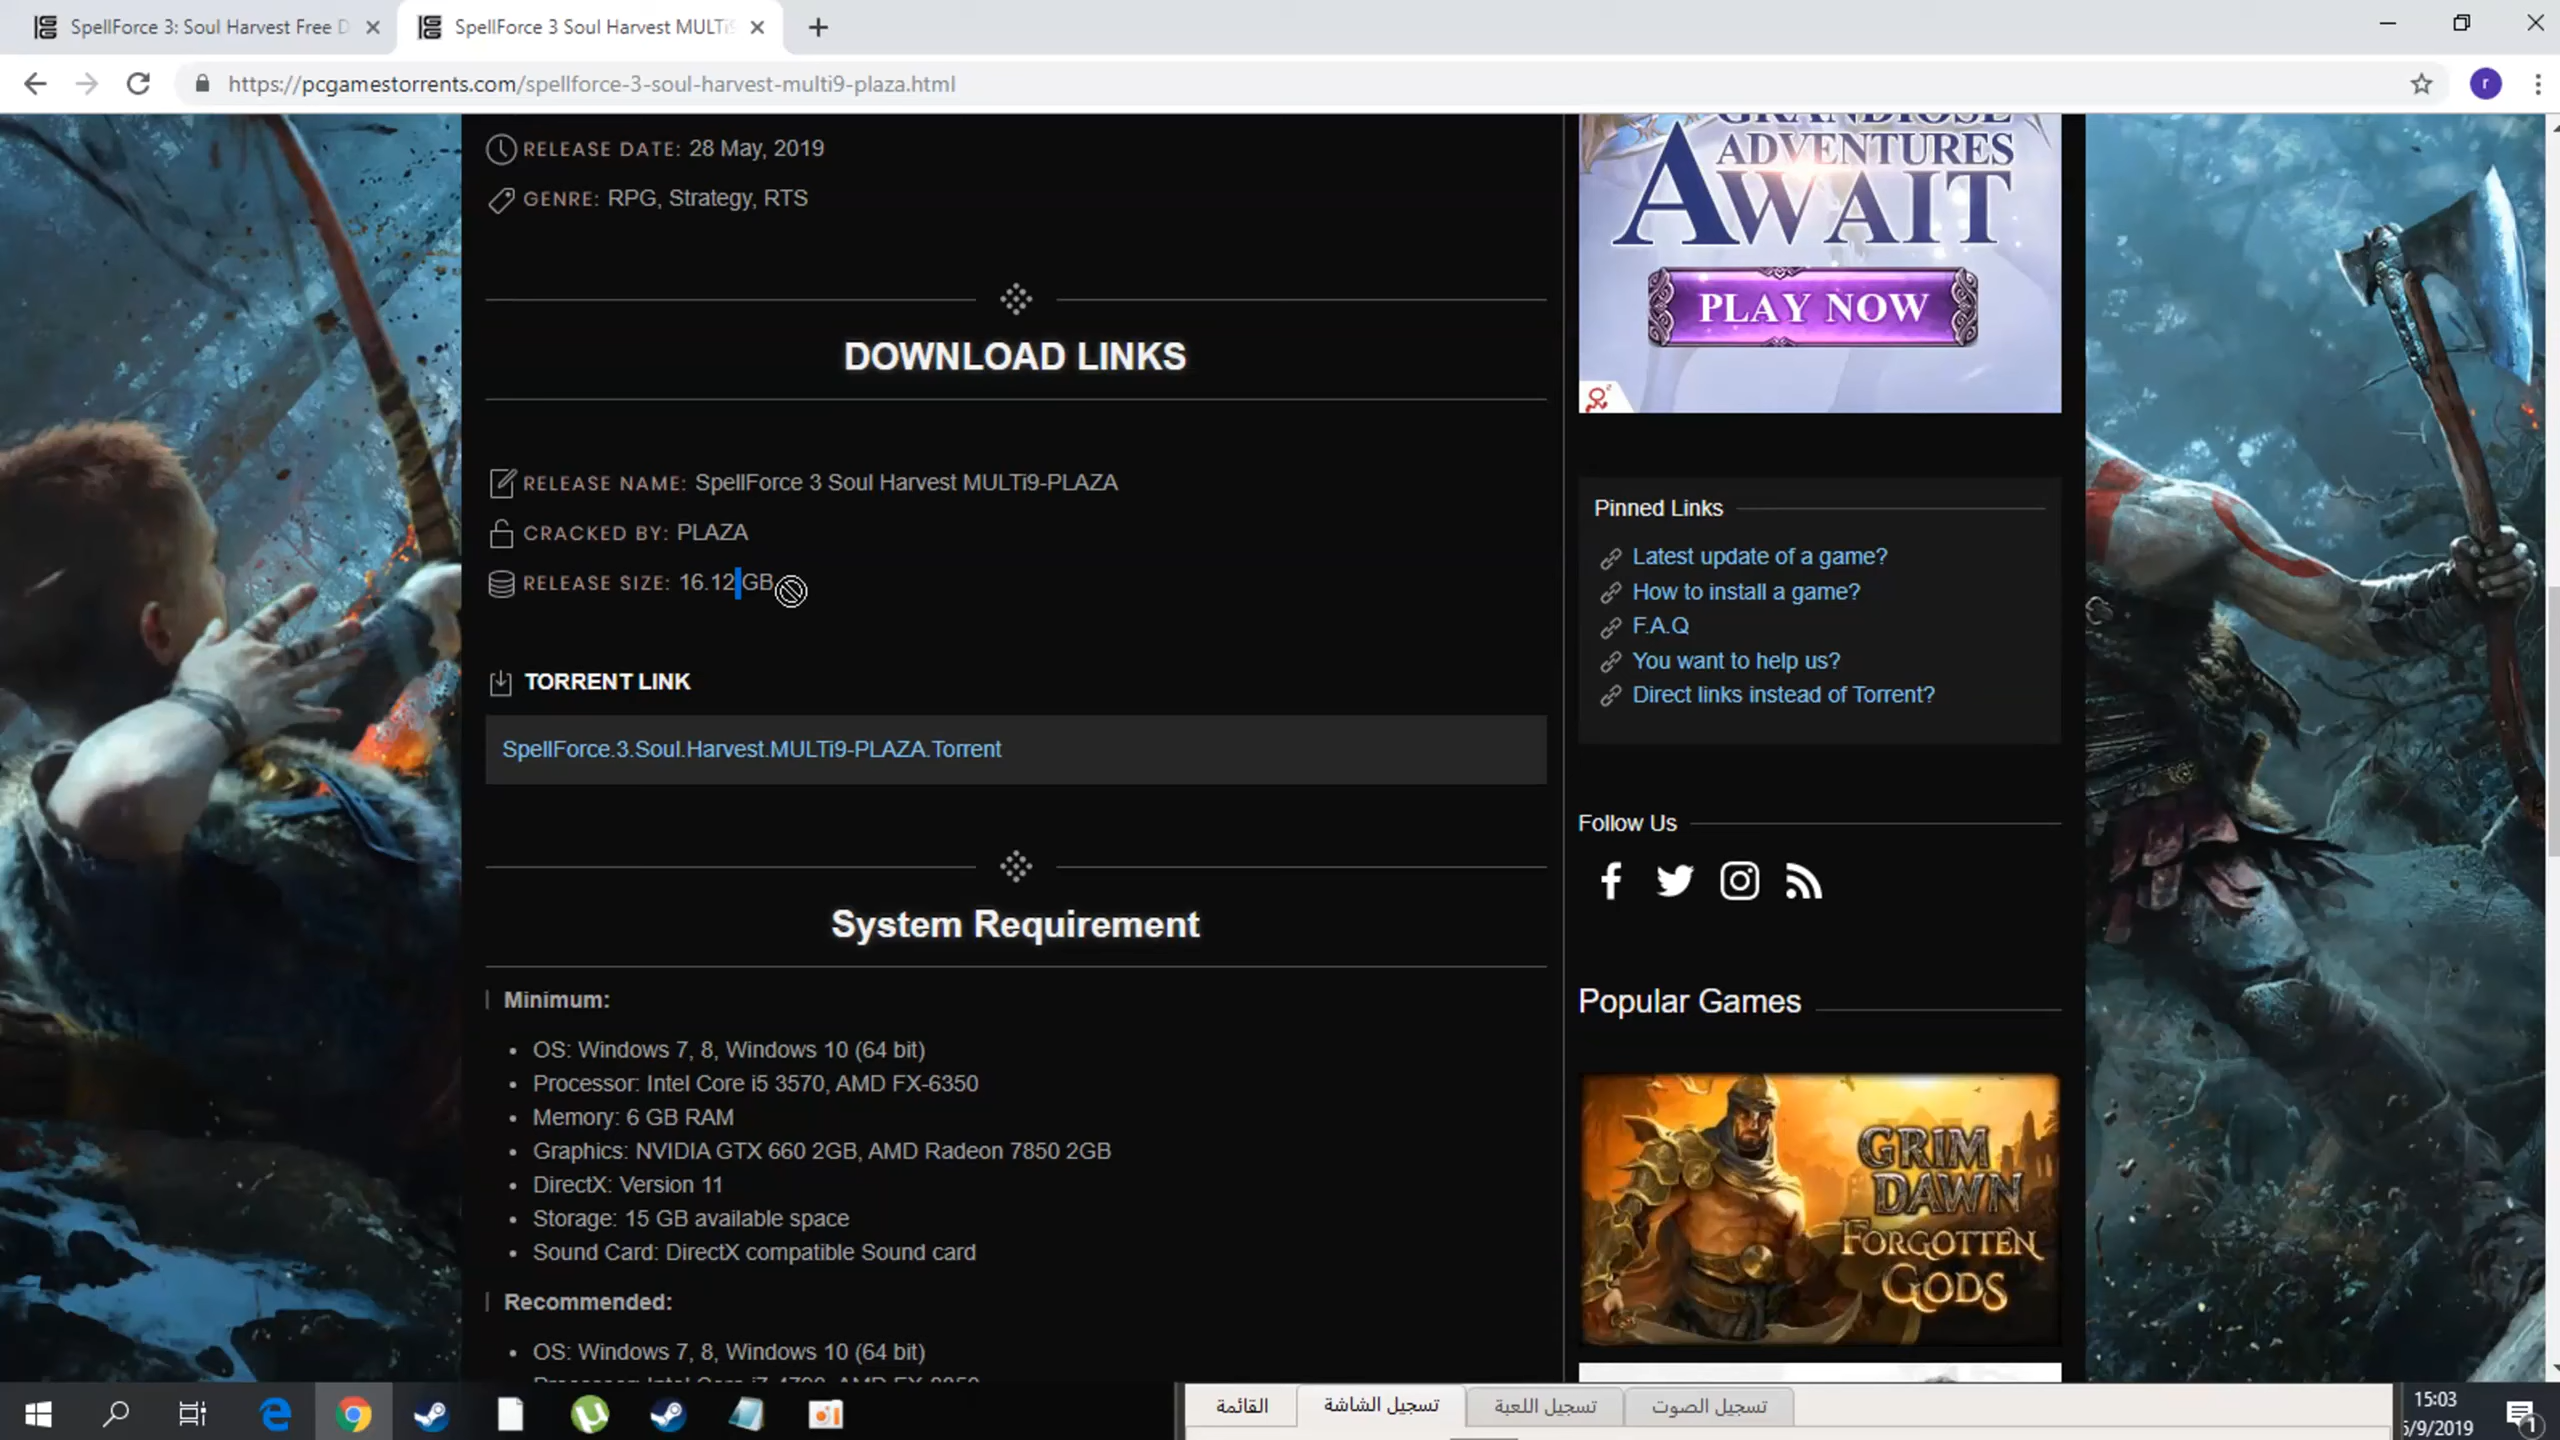 SpellForce 3: Soul Harvest Free D
SpellForce 3 Soul Harvest MULTi9
https://pcgamestorrents.com/spellforce-3-soul-harvest-multi9-plaza.html
r
RELEASE DATE: 28 May, 2019
GENRE: RPG, Strategy, RTS
DOWNLOAD LINKS
RELEASE NAME: SpellForce 3 Soul Harvest MULTi9-PLAZA
CRACKED BY: PLAZA
RELEASE SIZE: 16.12 GB
TORRENT LINK
SpellForce.3.Soul.Harvest.MULTi9-PLAZA.Torrent
System Requirement
Minimum:
OS: Windows 7, 8, Windows 10 (64 bit)
Processor: Intel Core i5 3570, AMD FX-6350
Memory: 6 GB RAM
Graphics: NVIDIA GTX 660 2GB, AMD Radeon 7850 2GB
DirectX: Version 11
Storage: 15 GB available space
Sound Card: DirectX compatible Sound card
Recommended:
OS: Windows 7, 8, Windows 10 (64 bit)
GRANDIOSE
ADVENTURES
AWAIT
PLAY NOW
Pinned Links
Latest update of a game?
How to install a game?
F.A.Q
You want to help us?
Direct links instead of Torrent?
Follow Us
Popular Games
GRIM
DAWN
FORGOTTEN
GODS
القائمة
تسجيل الشاشة
تسجيل اللعبة
تسجيل الصوت
15:03
5/9/2019
1